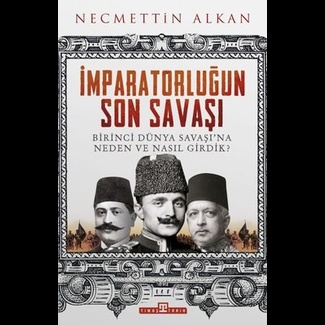 NECMETTİN ALKAN
İMPARATORLUĞUN
SON SAVAŞI
BİRİNCİ DÜNYA SAVAŞI'NA
NEDEN VE NASIL GİRDİK?
TİMAŞ TARİH